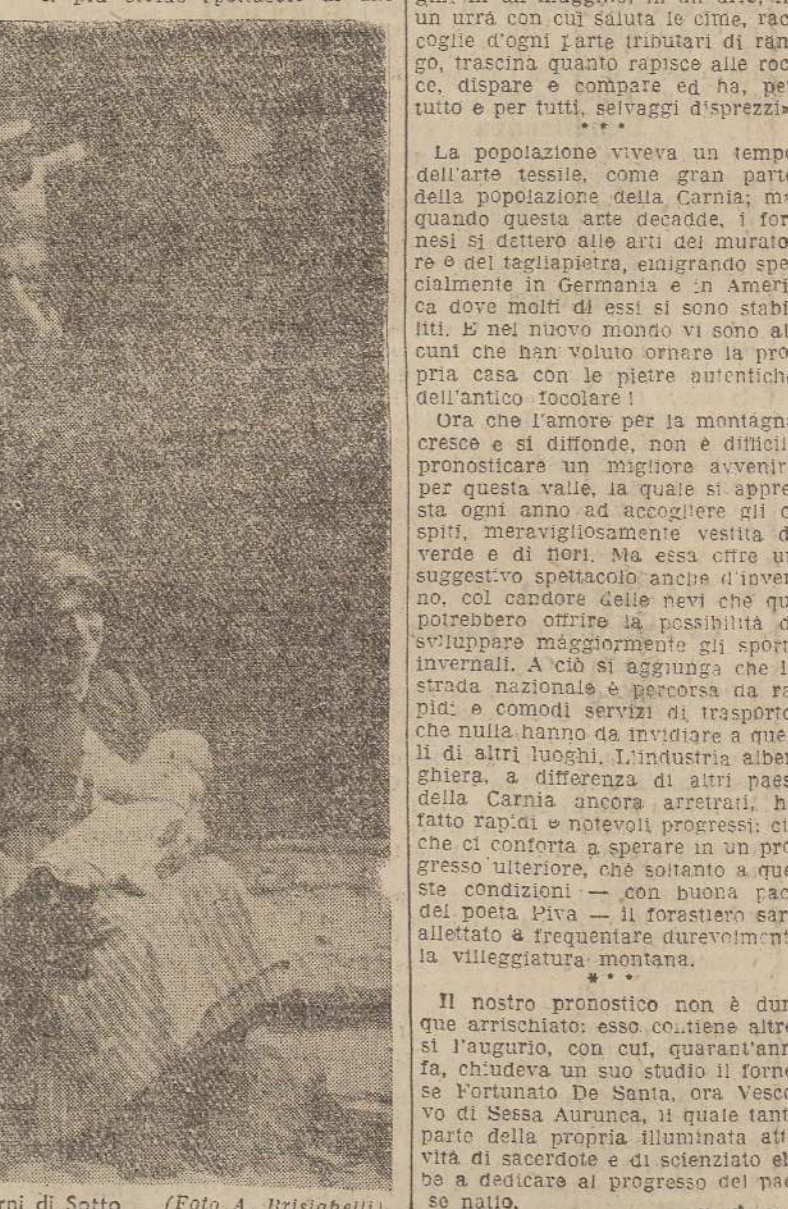 un urrà con cui saluta le cime, rac
coglie d'ogni parte tributari di ran
go, trascina quanto rapisce alle roc
ce, dispare e compare ed ha, pe
tutto e per tutti, selvaggi disprezzi»
* * *
La popolazione viveva un tempo
dell'arte tessile, come gran parte
della popolazione della Carnia; ma
quando questa arte decadde, i for
nesi si dettero alle arti del murato
re e del tagliapietra, emigrando spe
cialmente in Germania e in Ameri
ca dove molti di essi si sono stabi
liti. E nel nuovo mondo vi sono al
cuni che han voluto ornare la pro
pria casa con le pietre autentiche
dell'antico focolare !
Ora che l'amore per la montagna
cresce e si diffonde, non è difficil
pronosticare un migliore avvenir
per questa valle, la quale si appre
sta ogni anno ad accogliere gli o
spiti, meravigliosamente vestita d
verde e di fiori. Ma essa offre un
suggestivo spettacolo anche d'inver
no, col candore delle nevi che qu
potrebbero offrire la possibilità d
sviluppare maggiormente gli sport
invernali. A ciò si aggiunga che l
strada nazionale è percorsa da ra
pidi e comodi servizi di trasporto
che nulla hanno da invidiare a quel
li di altri luoghi. L'industria alber
ghiera, a differenza di altri paes
della Carnia ancora arretrati, h
fatto rapidi e notevoli progressi: ci
che ci conforta a sperare in un pro
gresso ulteriore, chè soltanto a que
ste condizioni — con buona pac
del poeta Piva — il forastiero sar
allettato a frequentare durevolment
la villeggiatura montana.
* * *
Il nostro pronostico non è dun
que arrischiato: esso contiene altre
sì l'augurio, con cui, quarant'ann
fa, chiudeva un suo studio il forne
se Fortunato De Santa, ora Vesco
vo di Sessa Aurunca, il quale tant
parte della propria illuminata atti
vità di sacerdote e di scienziato eb
be a dedicare al progresso del pae
se natio.
rni di Sotto (Foto A. Brisighelli)